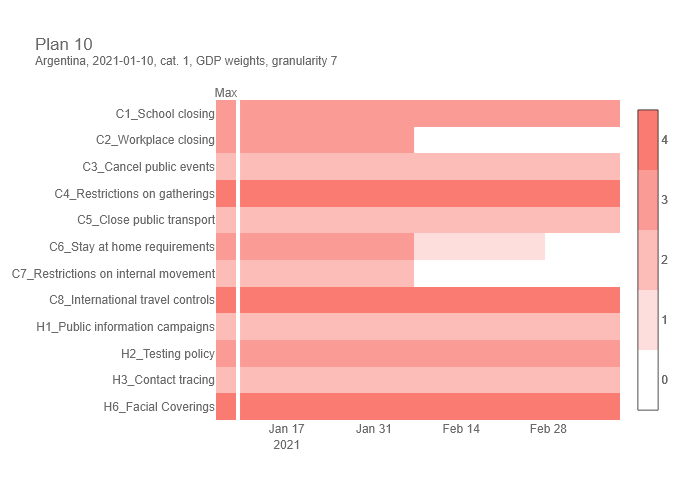 Plan 10
Argentina, 2021-01-10, cat. 1, GDP weights, granularity 7
Max
C1_School closing
C2_Workplace closing
C3_Cancel public events
C4_Restrictions on gatherings
C5_Close public transport
C6_Stay at home requirements
C7_Restrictions on internal movement
C8_International travel controls
H1_Public information campaigns
H2_Testing policy
H3_Contact tracing
H6_Facial Coverings
Jan 17
2021
Jan 31
Feb 14
Feb 28
4
3
2
1
0